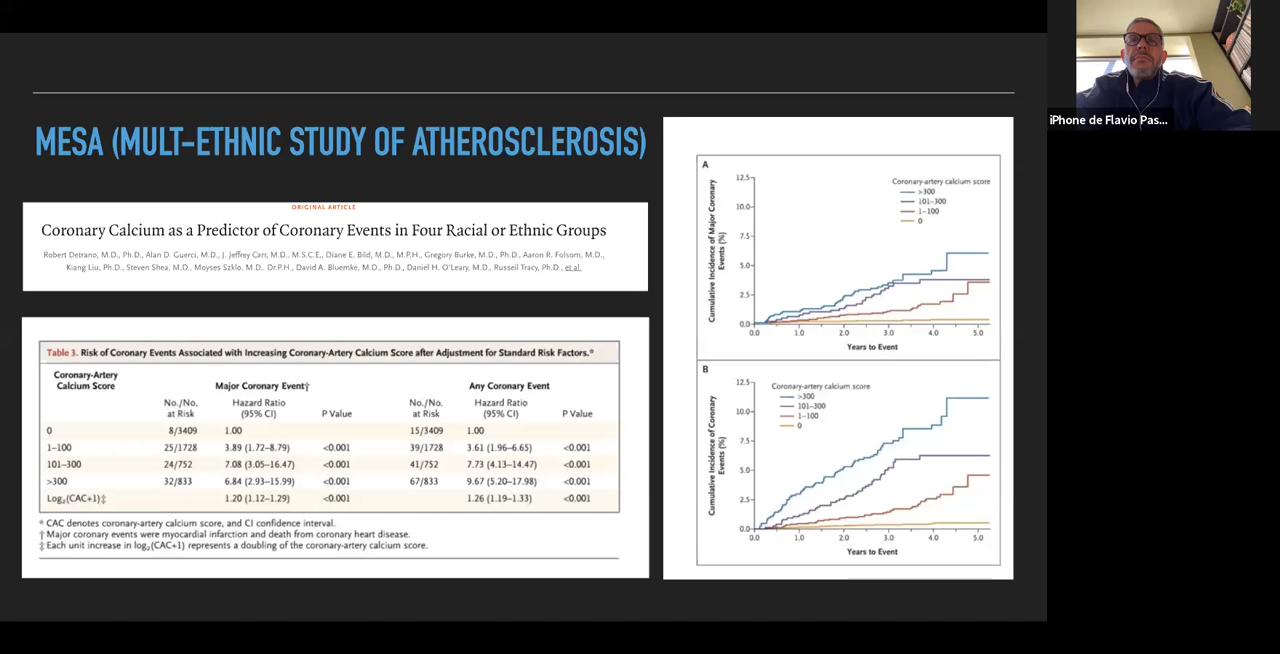 iPhone de Flavio Pas...
MESA (MULT-ETHNIC STUDY OF ATHEROSCLEROSIS)
ORIGINAL ARTICLE
Coronary Calcium as a Predictor of Coronary Events in Four Racial or Ethnic Groups
Robert Detrano, M.D., Ph.D., Alan D. Guerci, M.D., J. Jeffrey Carr, M.D., M.S.C.E., Diane E. Bild, M.D., M.P.H., Gregory Burke, M.D., Ph.D., Aaron R. Folsom, M.D.,
Kiang Liu, Ph.D., Steven Shea, M.D., Moyses Szklo, M.D., Dr.P.H., David A. Bluemke, M.D., Ph.D., Daniel H. O'Leary, M.D., Russell Tracy, Ph.D., et al.
Table 3. Risk of Coronary Events Associated with Increasing Coronary-Artery Calcium Score after Adjustment for Standard Risk Factors.*
Coronary-Artery
Calcium Score Major Coronary Event† Any Coronary Event
No./No. Hazard Ratio No./No. Hazard Ratio
at Risk (95% CI) P Value at Risk (95% CI) P Value
0 8/3409 1.00 15/3409 1.00
1–100 25/1728 3.89 (1.72–8.79) <0.001 39/1728 3.61 (1.96–6.65) <0.001
101–300 24/752 7.08 (3.05–16.47) <0.001 41/752 7.73 (4.13–14.47) <0.001
>300 32/833 6.84 (2.93–15.99) <0.001 67/833 9.67 (5.20–17.98) <0.001
Log₂(CAC+1)‡ 1.20 (1.12–1.29) <0.001 1.26 (1.19–1.33) <0.001
* CAC denotes coronary-artery calcium score, and CI confidence interval.
† Major coronary events were myocardial infarction and death from coronary heart disease.
‡ Each unit increase in log₂(CAC+1) represents a doubling of the coronary-artery calcium score.
A
Cumulative Incidence of Major Coronary
Events (%)
12.5
10.0
7.5
5.0
2.5
0.0
Coronary-artery calcium score
>300
101–300
1–100
0
0.0 1.0 2.0 3.0 4.0 5.0
Years to Event
B
Cumulative Incidence of Coronary
Events (%)
12.5
10.0
7.5
5.0
2.5
0.0
Coronary-artery calcium score
>300
101–300
1–100
0
0.0 1.0 2.0 3.0 4.0 5.0
Years to Event